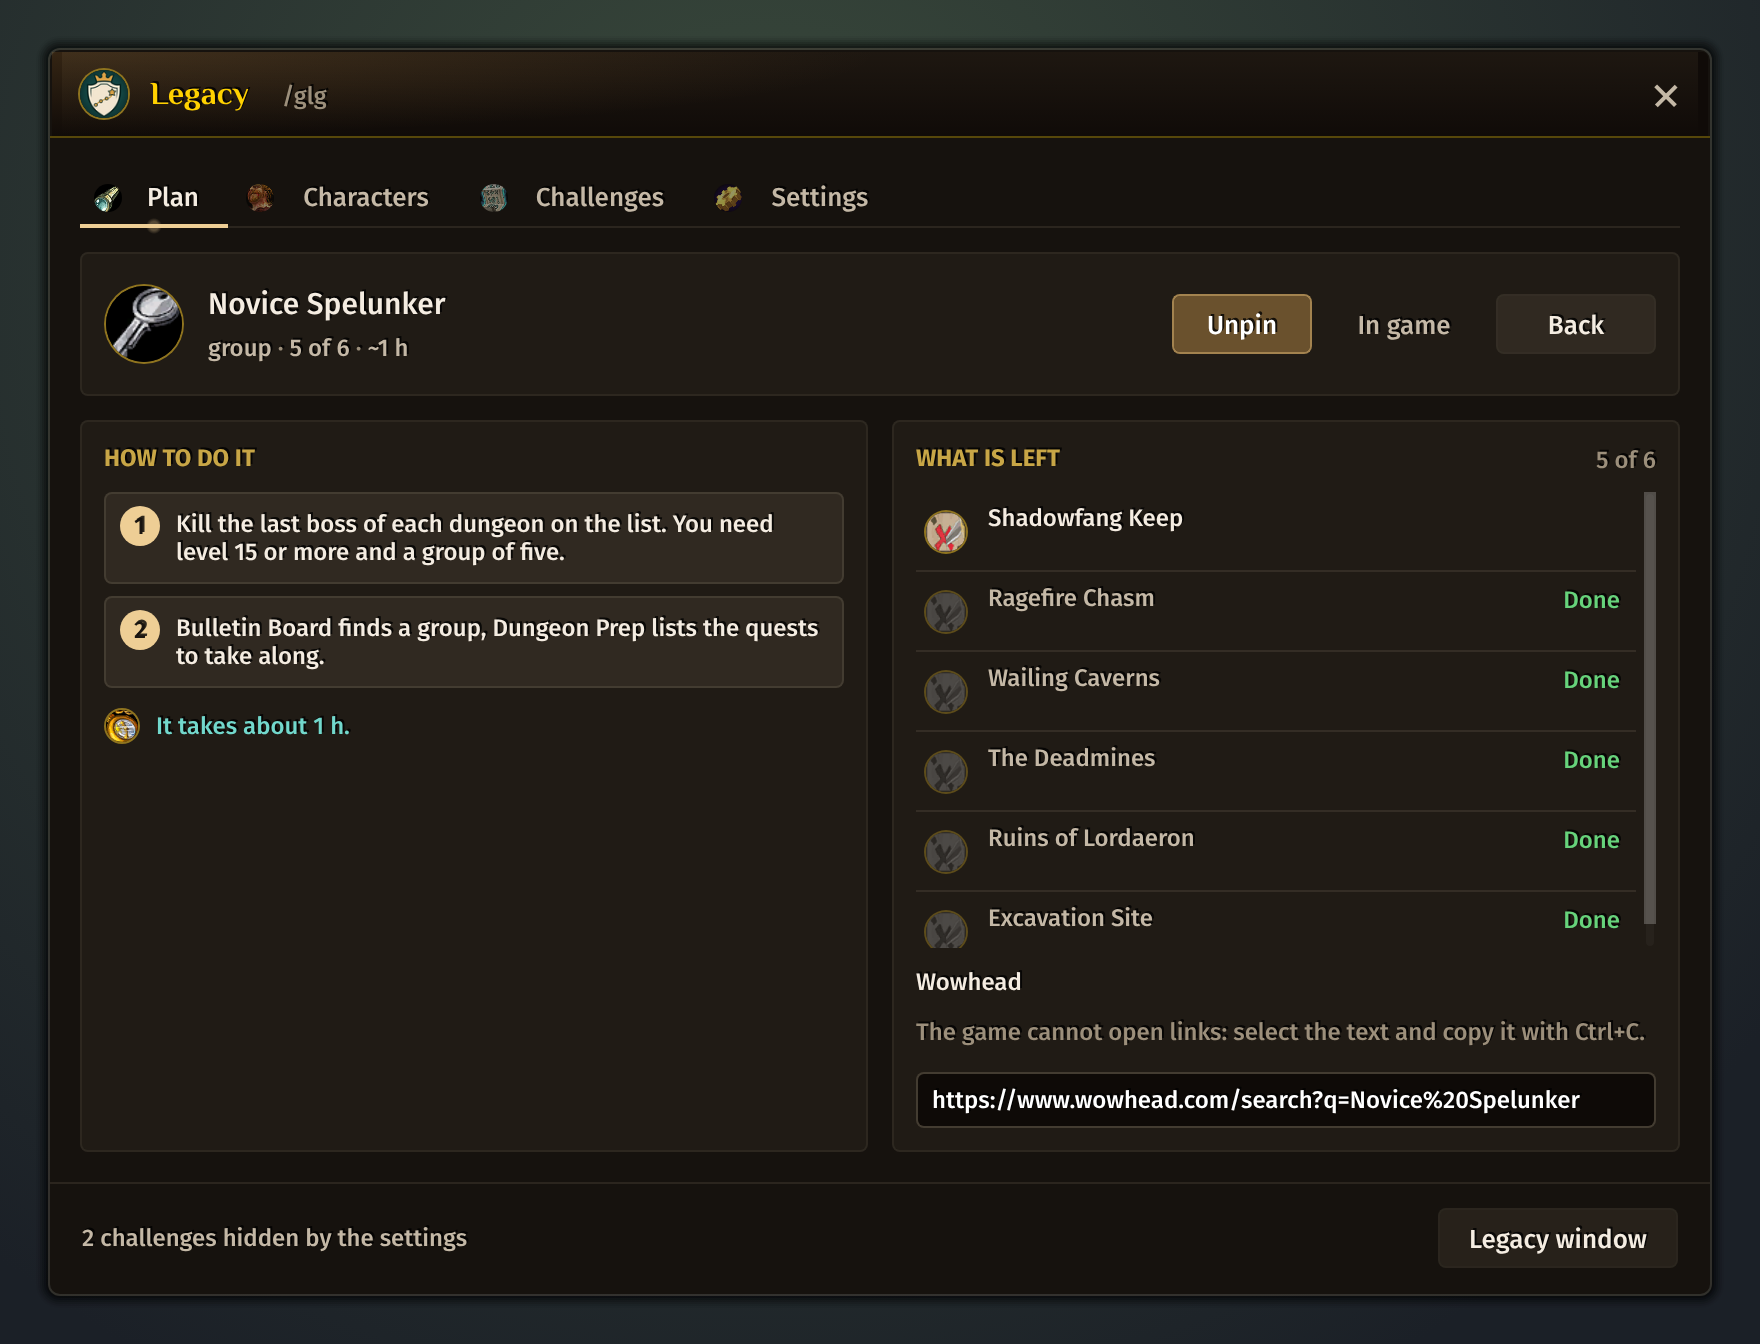 Legacy /glg
Plan Characters Challenges Settings
Novice Spelunker
group · 5 of 6 · ~1 h
Unpin In game Back
HOW TO DO IT
1 Kill the last boss of each dungeon on the list. You need
level 15 or more and a group of five.
2 Bulletin Board finds a group, Dungeon Prep lists the quests
to take along.
It takes about 1 h.
WHAT IS LEFT 5 of 6
Shadowfang Keep
Ragefire Chasm Done
Wailing Caverns Done
The Deadmines Done
Ruins of Lordaeron Done
Excavation Site Done
Wowhead
The game cannot open links: select the text and copy it with Ctrl+C.
https://www.wowhead.com/search?q=Novice%20Spelunker
2 challenges hidden by the settings
Legacy window